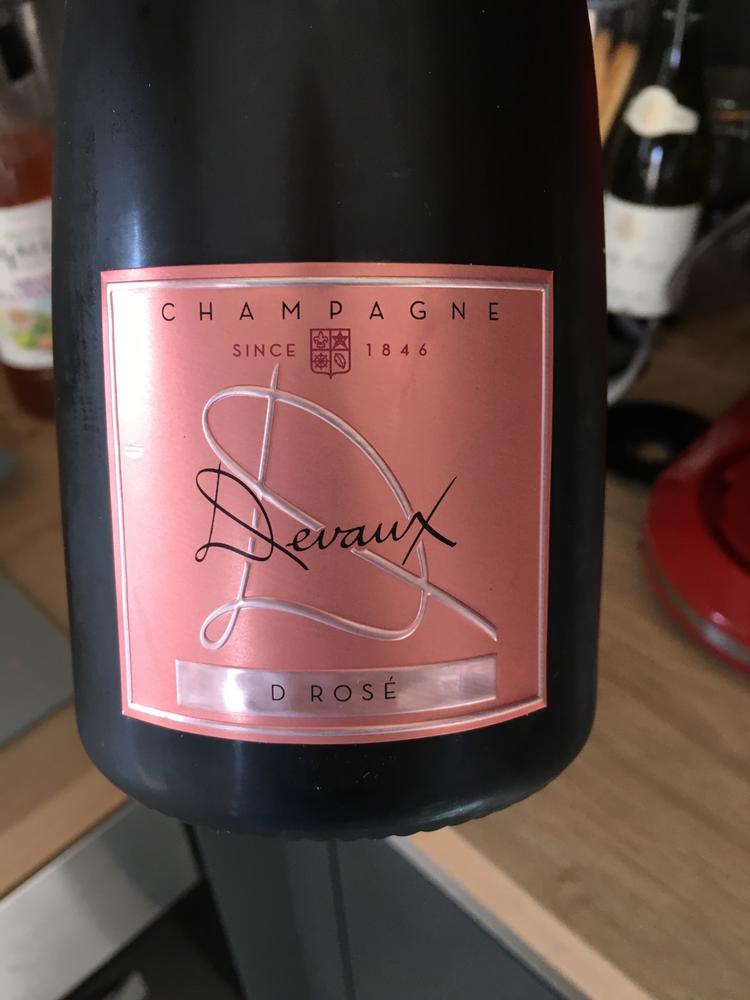 CHAMPAGNE
SINCE 1846
Devaux
D ROSÉ